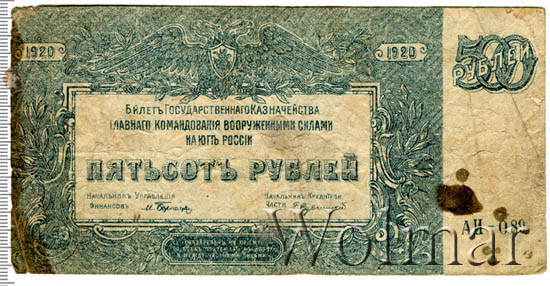 1920
1920
500
РУБЛЕЙ
БИЛЕТЪ ГОСУДАРСТВЕННАГО КАЗНАЧЕЙСТВА
ГЛАВНАГО КОМАНДОВАНІЯ ВООРУЖЕННЫМИ СИЛАМИ
НА ЮГѢ РОССІИ
ПЯТЬСОТЪ РУБЛЕЙ
НАЧАЛЬНИКЪ УПРАВЛЕНІЯ
ФИНАНСОВЪ
НАЧАЛЬНИКЪ КРЕДИТНОЙ
ЧАСТИ
089
Wolmar